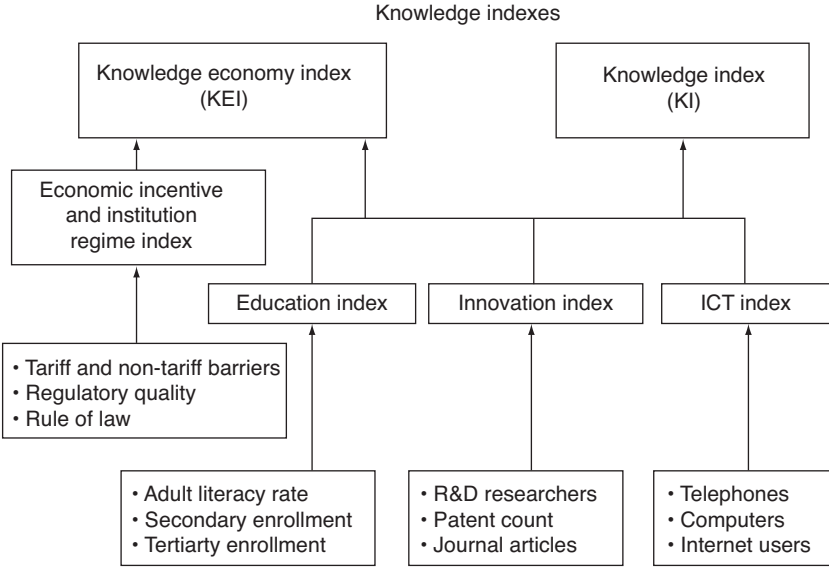 Knowledge indexes
Knowledge economy index
(KEI)
Knowledge index
(KI)
Economic incentive
and institution
regime index
Education index
Innovation index
ICT index
• Tariff and non-tariff barriers
• Regulatory quality
• Rule of law
• Adult literacy rate
• Secondary enrollment
• Tertiarty enrollment
• R&D researchers
• Patent count
• Journal articles
• Telephones
• Computers
• Internet users